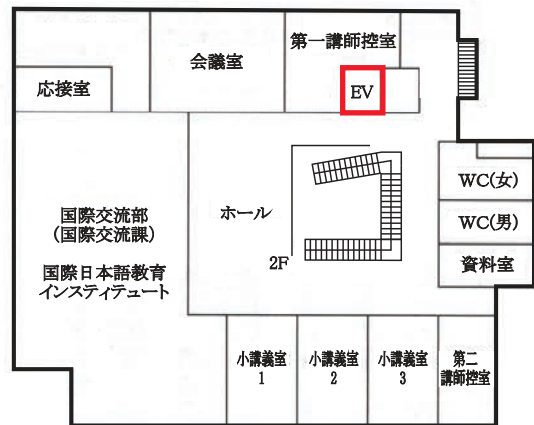 第一講師控室
会議室
応接室
EV
WC(女)
国際交流部
(国際交流課)
ホール
WC(男)
2F
資料室
国際日本語教育
インスティテュート
小講義室
1
小講義室
2
小講義室
3
第二
講師控室